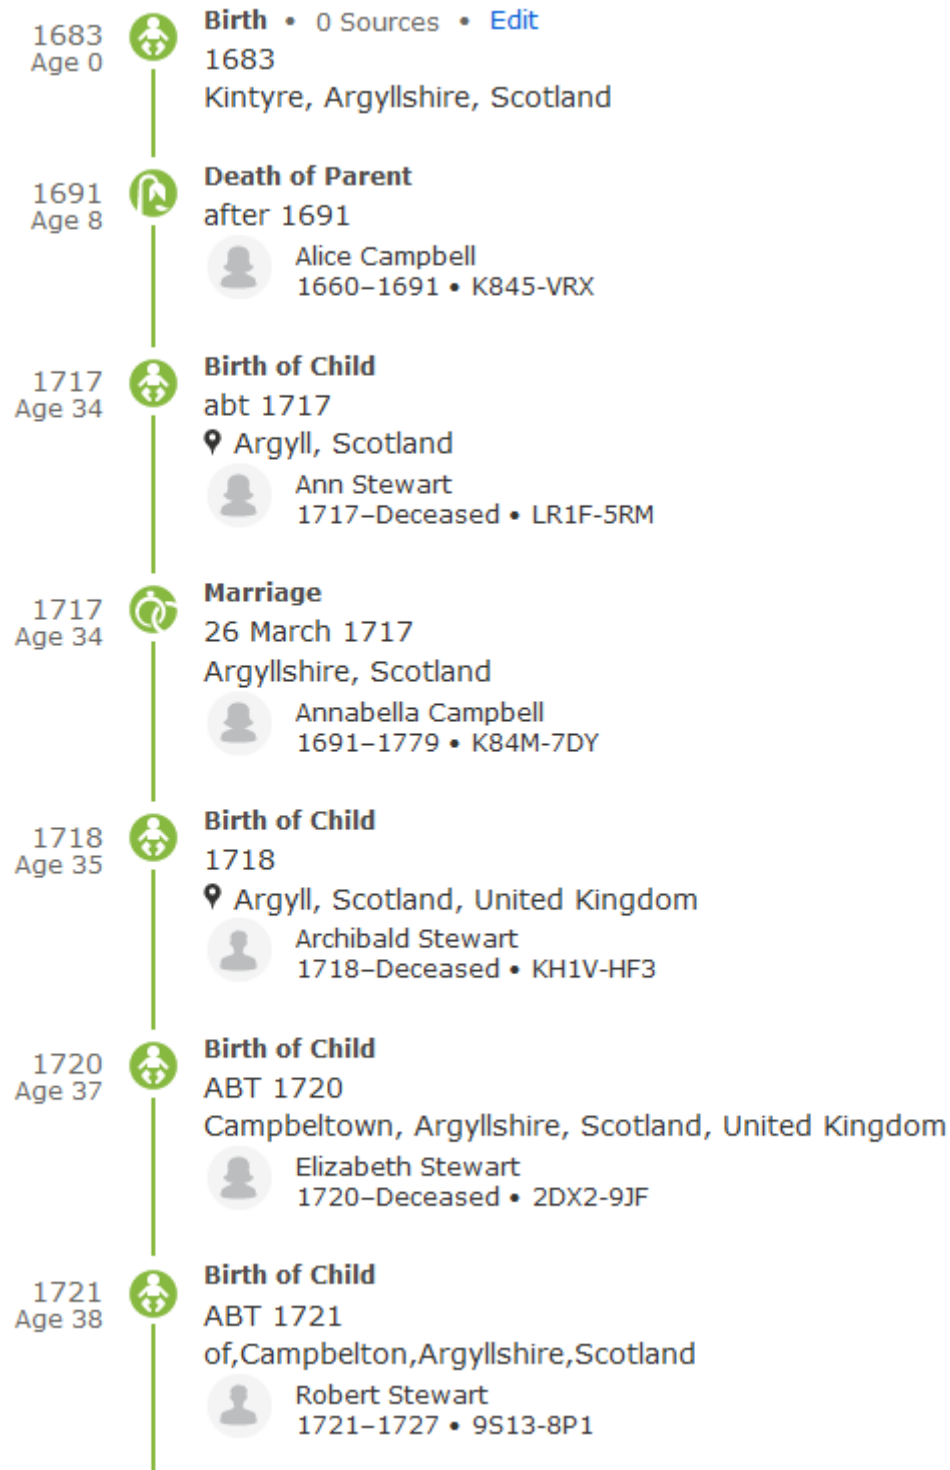 1683
Age 0
Birth • 0 Sources • Edit
1683
Kintyre, Argyllshire, Scotland
1691
Age 8
Death of Parent
after 1691
Alice Campbell
1660–1691 • K845-VRX
1717
Age 34
Birth of Child
abt 1717
Argyll, Scotland
Ann Stewart
1717–Deceased • LR1F-5RM
1717
Age 34
Marriage
26 March 1717
Argyllshire, Scotland
Annabella Campbell
1691–1779 • K84M-7DY
1718
Age 35
Birth of Child
1718
Argyll, Scotland, United Kingdom
Archibald Stewart
1718–Deceased • KH1V-HF3
1720
Age 37
Birth of Child
ABT 1720
Campbeltown, Argyllshire, Scotland, United Kingdom
Elizabeth Stewart
1720–Deceased • 2DX2-9JF
1721
Age 38
Birth of Child
ABT 1721
of,Campbelton,Argyllshire,Scotland
Robert Stewart
1721–1727 • 9S13-8P1